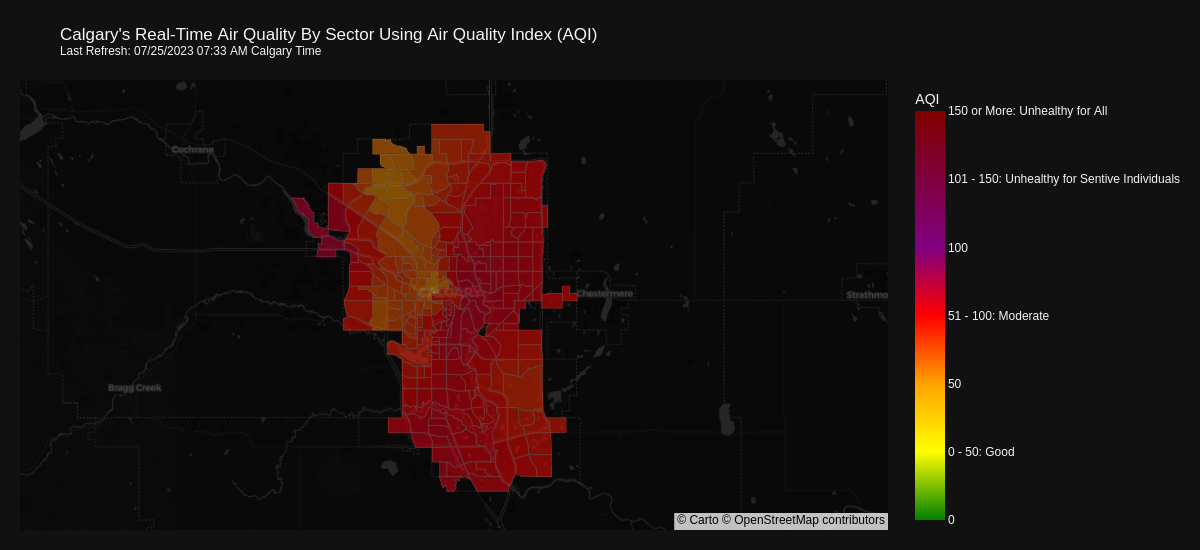 Calgary's Real-Time Air Quality By Sector Using Air Quality Index (AQI)
Last Refresh: 07/25/2023 07:33 AM Calgary Time
AQI
150 or More: Unhealthy for All
Cochrane
101 - 150: Unhealthy for Sentive Individuals
100
CALGARY
Chestermere
Strathmo
51 - 100: Moderate
Bragg Creek
50
0 - 50: Good
© Carto © OpenStreetMap contributors
0